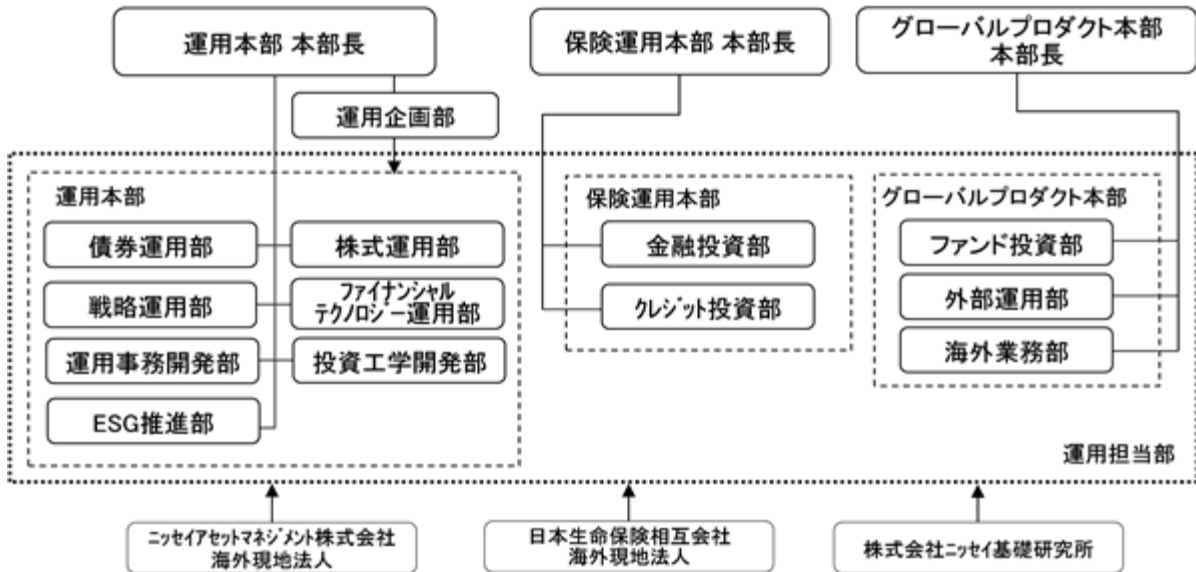 運用本部 本部長
保険運用本部 本部長
グローバルプロダクト本部
本部長
運用企画部
運用本部
債券運用部
株式運用部
戦略運用部
ファイナンシャル
テクノロジー運用部
運用事務開発部
投資工学開発部
ESG推進部
保険運用本部
金融投資部
クレジット投資部
グローバルプロダクト本部
ファンド投資部
外部運用部
海外業務部
運用担当部
ニッセイアセットマネジメント株式会社
海外現地法人
日本生命保険相互会社
海外現地法人
株式会社ニッセイ基礎研究所